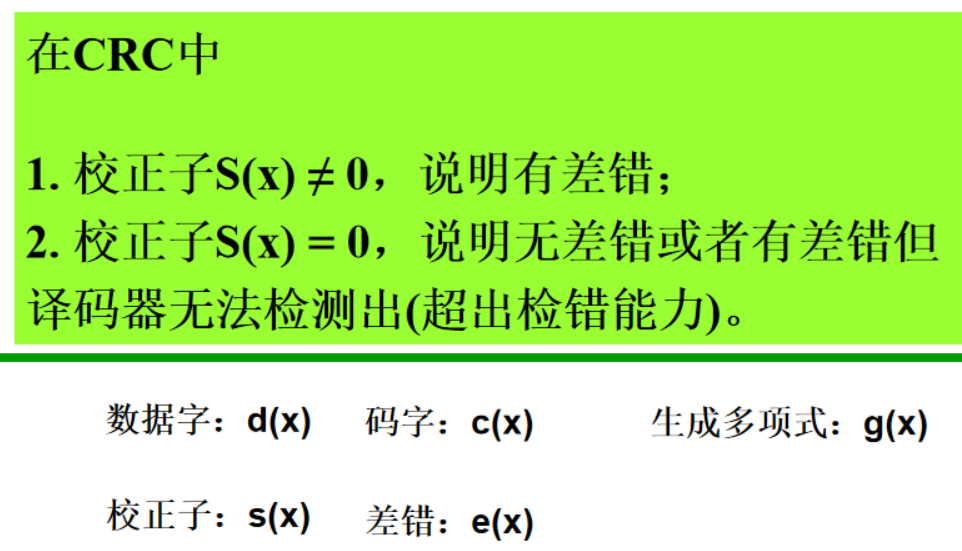 在CRC中
1. 校正子S(x) ≠ 0，说明有差错；
2. 校正子S(x) = 0，说明无差错或者有差错但
译码器无法检测出(超出检错能力)。
数据字：d(x) 码字：c(x) 生成多项式：g(x)
校正子：s(x) 差错：e(x)